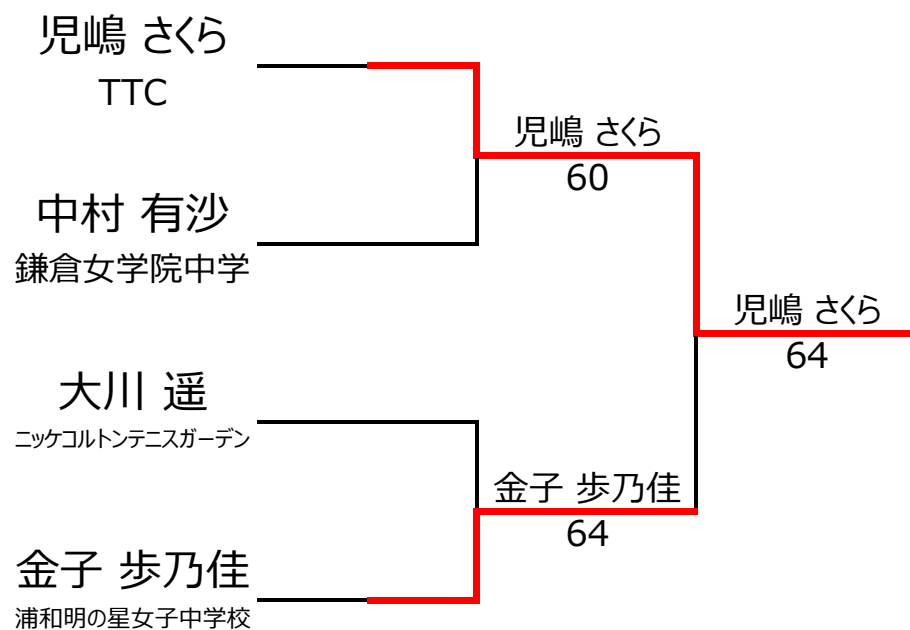 児嶋 さくら
TTC
児嶋 さくら
60
中村 有沙
鎌倉女学院中学
児嶋 さくら
64
大川 遥
ニッケコルトンテニスガーデン
金子 歩乃佳
64
金子 歩乃佳
浦和明の星女子中学校